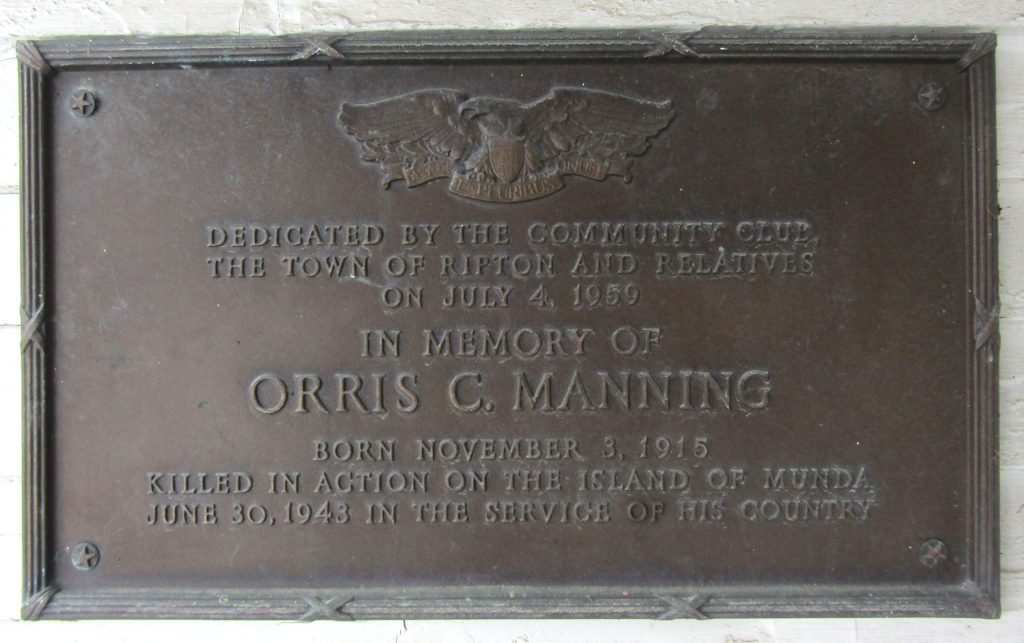 E PLURIBUS UNUM
DEDICATED BY THE COMMUNITY CLUB,
THE TOWN OF RIPTON AND RELATIVES
ON JULY 4, 1959
IN MEMORY OF
ORRIS C. MANNING
BORN NOVEMBER 3, 1915
KILLED IN ACTION ON THE ISLAND OF MUNDA
JUNE 30, 1943 IN THE SERVICE OF HIS COUNTRY